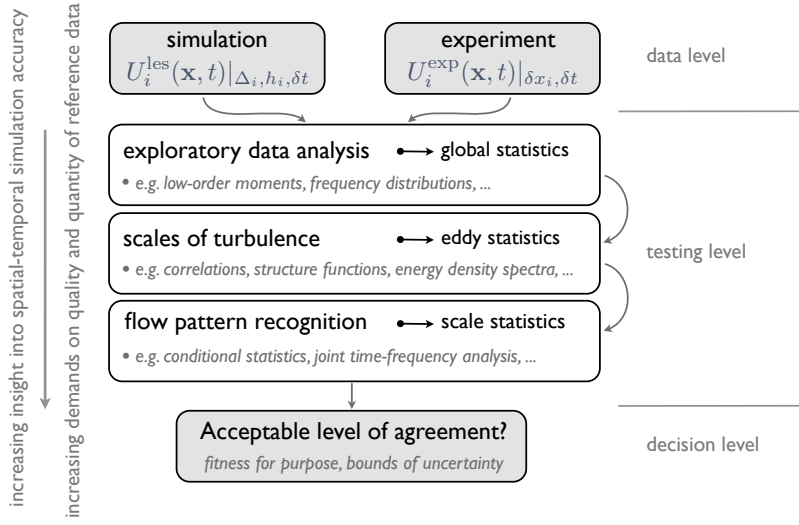 simulation
U_i^les(x, t)|Δ_i,h_i,δt
experiment
U_i^exp(x, t)|δx_i,δt
data level
exploratory data analysis
global statistics
• e.g. low-order moments, frequency distributions, ...
scales of turbulence
eddy statistics
• e.g. correlations, structure functions, energy density spectra, ...
testing level
flow pattern recognition
scale statistics
• e.g. conditional statistics, joint time-frequency analysis, ...
Acceptable level of agreement?
fitness for purpose, bounds of uncertainty
decision level
increasing insight into spatial-temporal simulation accuracy
increasing demands on quality and quantity of reference data